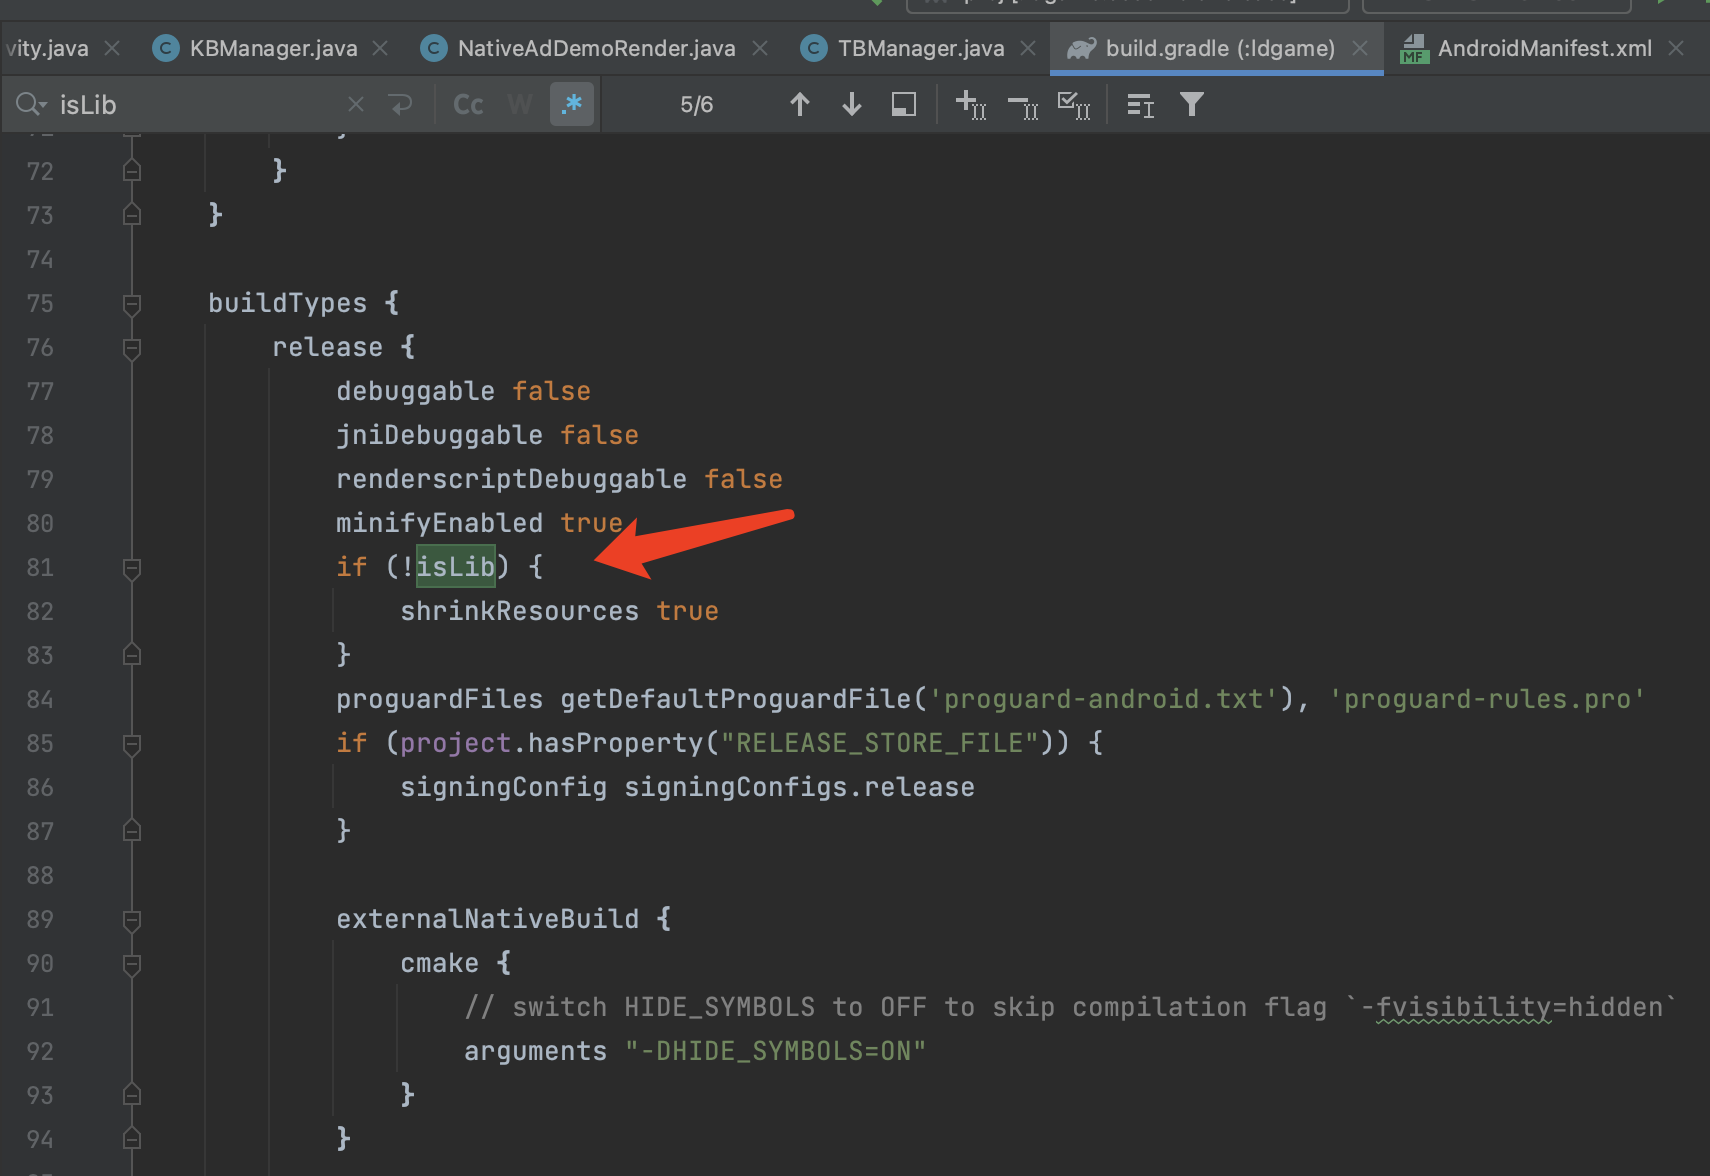 vity.java KBManager.java NativeAdDemoRender.java TBManager.java build.gradle (:ldgame) AndroidManifest.xml
isLib Cc W .* 5/6
72 }
73 }
74
75 buildTypes {
76 release {
77 debuggable false
78 jniDebuggable false
79 renderscriptDebuggable false
80 minifyEnabled true
81 if (!isLib) {
82 shrinkResources true
83 }
84 proguardFiles getDefaultProguardFile('proguard-android.txt'), 'proguard-rules.pro'
85 if (project.hasProperty("RELEASE_STORE_FILE")) {
86 signingConfig signingConfigs.release
87 }
88
89 externalNativeBuild {
90 cmake {
91 // switch HIDE_SYMBOLS to OFF to skip compilation flag `-fvisibility=hidden`
92 arguments "-DHIDE_SYMBOLS=ON"
93 }
94 }